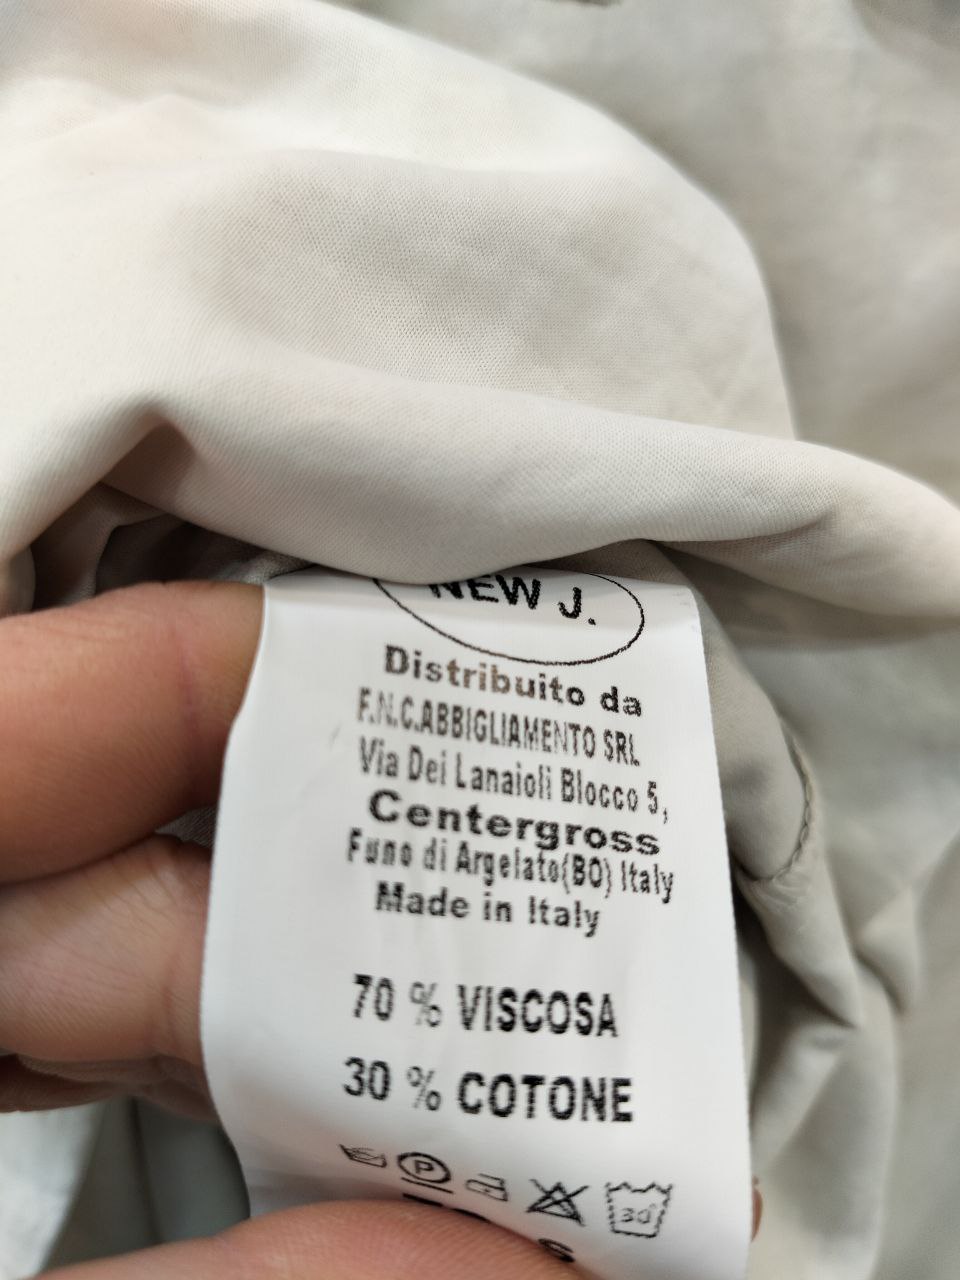 NEW J.
Distribuito da
F.N.C.ABBIGLIAMENTO SRL
Via Dei Lanaioli Blocco 5,
Centergross
Funo di Argelato(BO) Italy
Made in Italy
70 % VISCOSA
30 % COTONE
P
30°